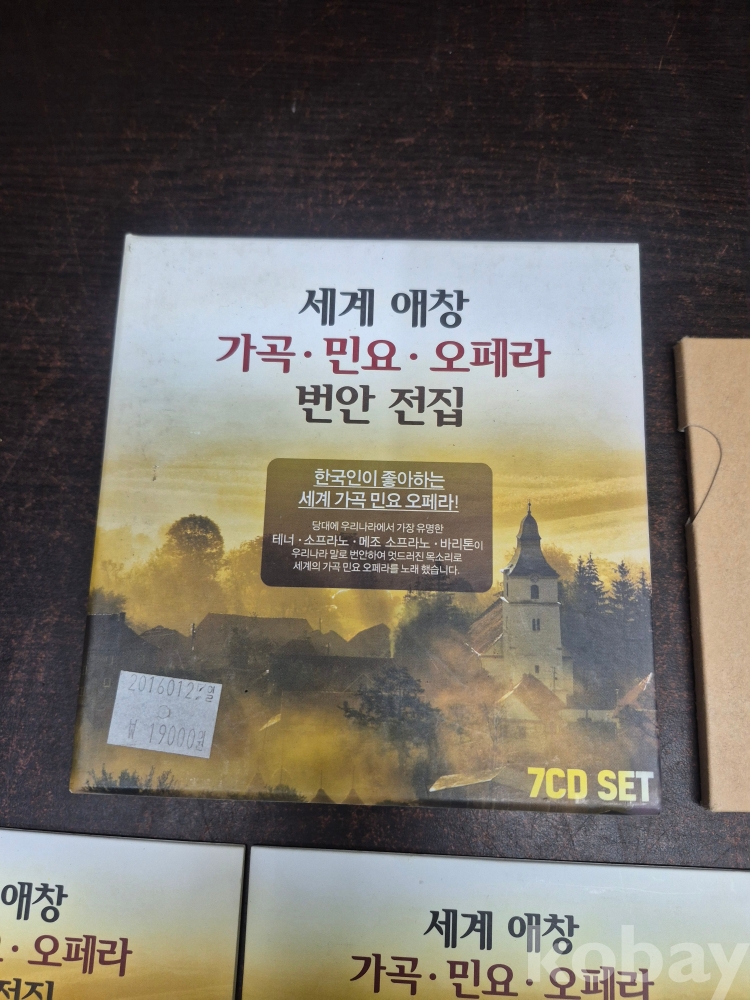 세계 애창
가곡·민요·오페라
번안 전집
한국인이 좋아하는
세계 가곡 민요 오페라!
당대에 우리나라에서 가장 유명한
테너·소프라노·메조 소프라노·바리톤이
우리나라 말로 번안하여 멋드러진 목소리로
세계의 가곡 민요 오페라를 노래 했습니다.
19000원
7CD SET
애창
·오페라
전집
세계 애창
가곡·민요·오페라
kobay